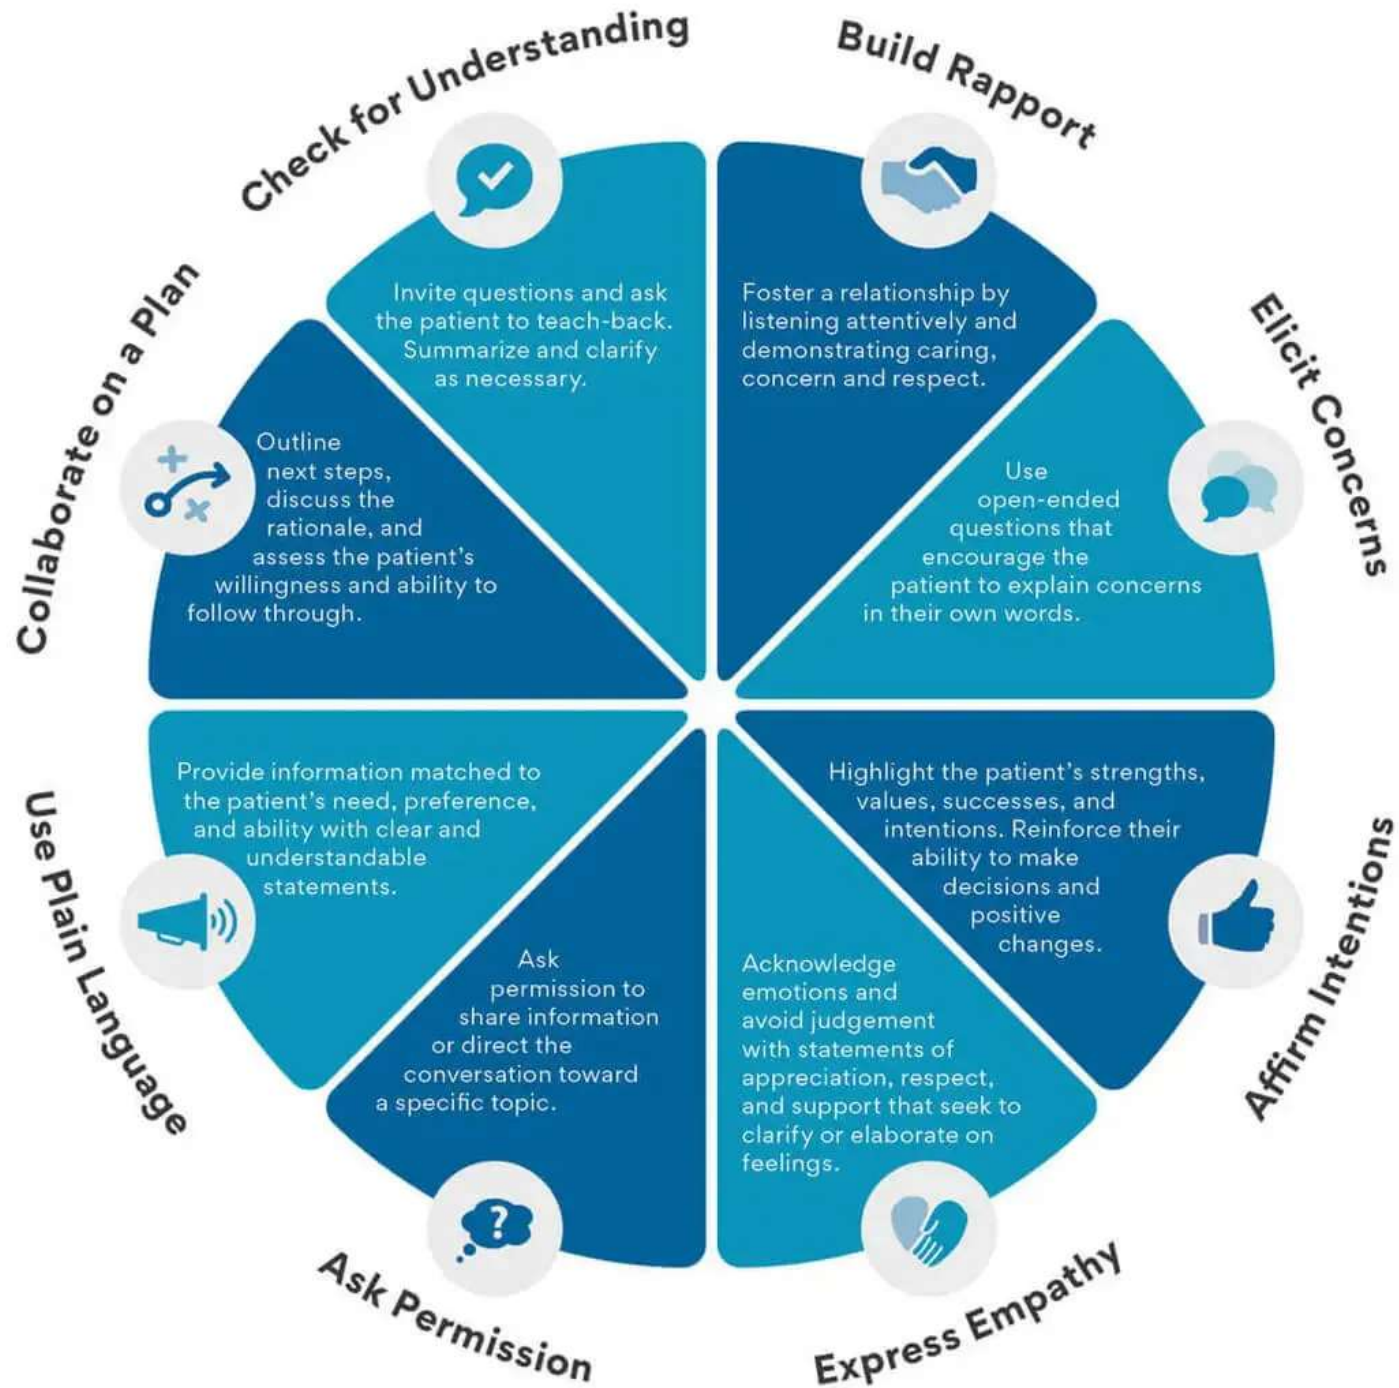 Build Rapport
Foster a relationship by
listening attentively and
demonstrating caring,
concern and respect.
Elicit Concerns
Use
open-ended
questions that
encourage the
patient to explain concerns
in their own words.
Affirm Intentions
Highlight the patient's strengths,
values, successes, and
intentions. Reinforce their
ability to make
decisions and
positive
changes.
Express Empathy
Acknowledge
emotions and
avoid judgement
with statements of
appreciation, respect,
and support that seek to
clarify or elaborate on
feelings.
Ask Permission
Ask
permission to
share information
or direct the
conversation toward
a specific topic.
?
Use Plain Language
Provide information matched to
the patient's need, preference,
and ability with clear and
understandable
statements.
Collaborate on a Plan
Outline
next steps,
discuss the
rationale, and
assess the patient's
willingness and ability to
follow through.
Check for Understanding
Invite questions and ask
the patient to teach-back.
Summarize and clarify
as necessary.